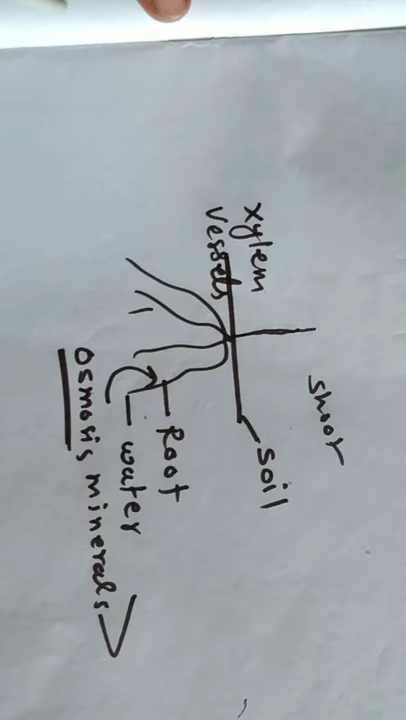 shoot
xylem
vessels
soil
Root
water
osmosis minerals